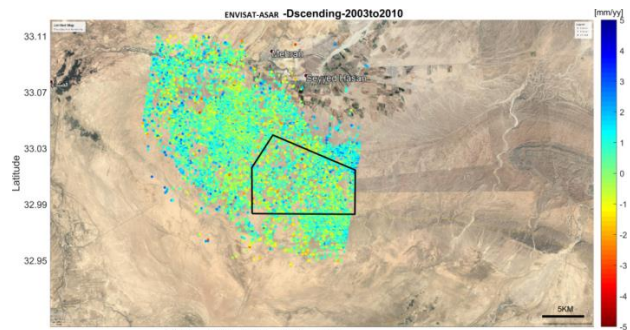 ENVISAT-ASAR -Dscending-2003to2010
[mm/yy]
33.11
33.07
33.03
32.99
32.95
Latitude
Mehran
Seyyed Hasan
5KM
5
4
3
2
1
0
-1
-2
-3
-4
-5